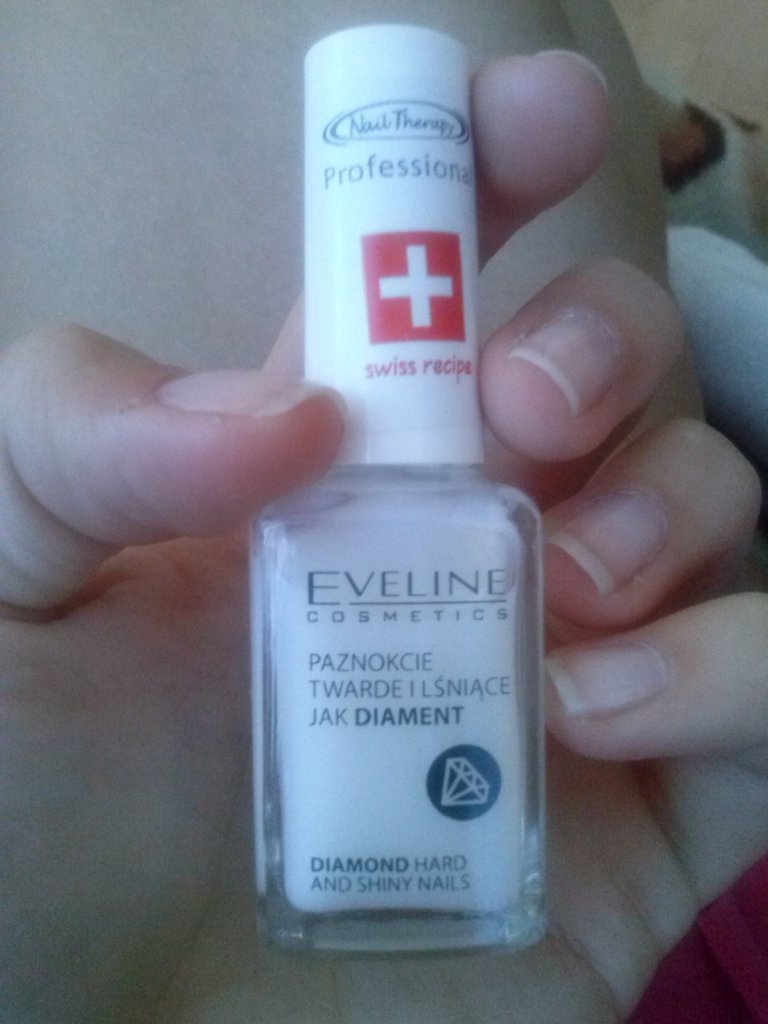 Nail Therapy
Professional
swiss recipe
EVELINE
COSMETICS
PAZNOKCIE
TWARDE I LŚNIĄCE
JAK DIAMENT
DIAMOND HARD
AND SHINY NAILS